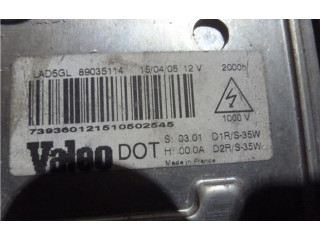 LAD5GL 89035114 15/04/05 12 V 2000h
1000 V
739360121510502545
Valeo DOT S: 03.01 D1R/S-35W
H: 00.0A D2R/S-35W
Made in France